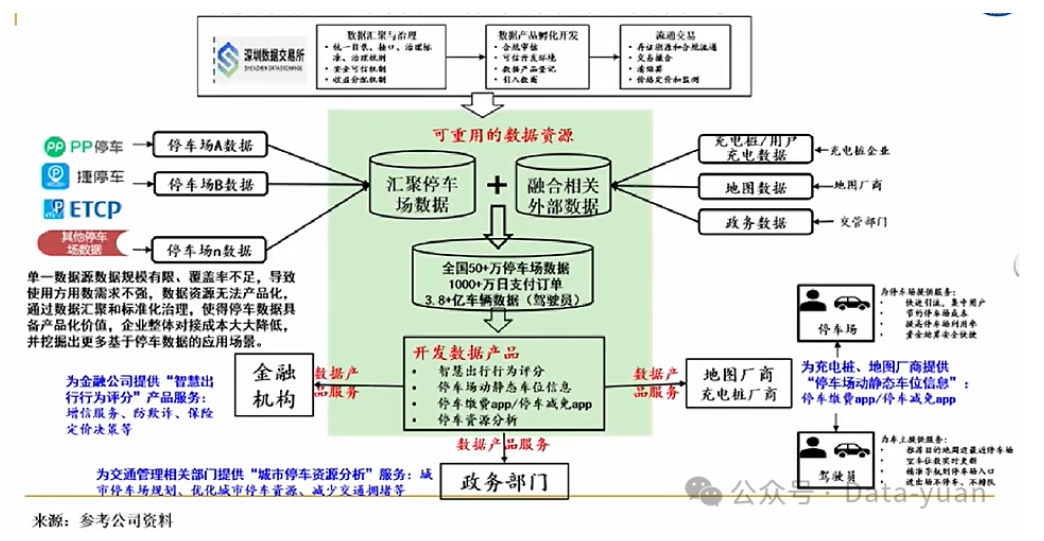 深圳数据交易所
SHENZHEN DATA EXCHANGE
数据汇聚与治理
• 统一目录、接口、治理标
准、治理规则
• 安全可信机制
• 收益分配机制
数据产品孵化开发
• 合规审核
• 可信开发环境
• 数据产品登记
• 引入数商
流通交易
• 存证溯源和合规流通
• 交易撮合
• 清结算
• 价格定价和监测
可重用的数据资源
PP停车
停车场A数据
捷停车
停车场B数据
ETCP
其他停车
场数据
停车场n数据
汇聚停车
场数据
+
融合相关
外部数据
充电桩/用户
充电数据
充电桩企业
地图数据
地图厂商
政务数据
交管部门
全国50+万停车场数据
1000+万日支付订单
3.8+亿车辆数据（驾驶员）
单一数据源数据规模有限、覆盖率不足，导致
使用方用数需求不强，数据资源无法产品化，
通过数据汇聚和标准化治理，使得停车数据具
备产品化价值，企业整体对接成本大大降低，
并挖掘出更多基于停车数据的应用场景。
开发数据产品
• 智慧出行行为评分
• 停车场动静态车位信息
• 停车缴费app/停车减免app
• 停车资源分析
数据产
品服务
金融
机构
为金融公司提供“智慧出
行行为评分”产品服务：
增信服务、防欺诈、保险
定价决策等
数据产
品服务
地图厂商
充电桩厂商
为充电桩、地图厂商提供
“停车场动静态车位信息”：
停车缴费app/停车减免app
停车场
为停车场提供服务：
• 快速引流，集中用户
• 节约停车场成本
• 提高停车场利用率
• 资金结算安全快捷
驾驶员
为车主提供服务：
• 推荐目的地周边最近停车场
• 空车位数实时更新
• 精准导航到停车场入口
• 进出场不停车、不排队
数据产品服务
政务部门
为交通管理相关部门提供“城市停车资源分析”服务：城
市停车场规划、优化城市停车资源、减少交通拥堵等
公众号 · Data-yuan
来源：参考公司资料